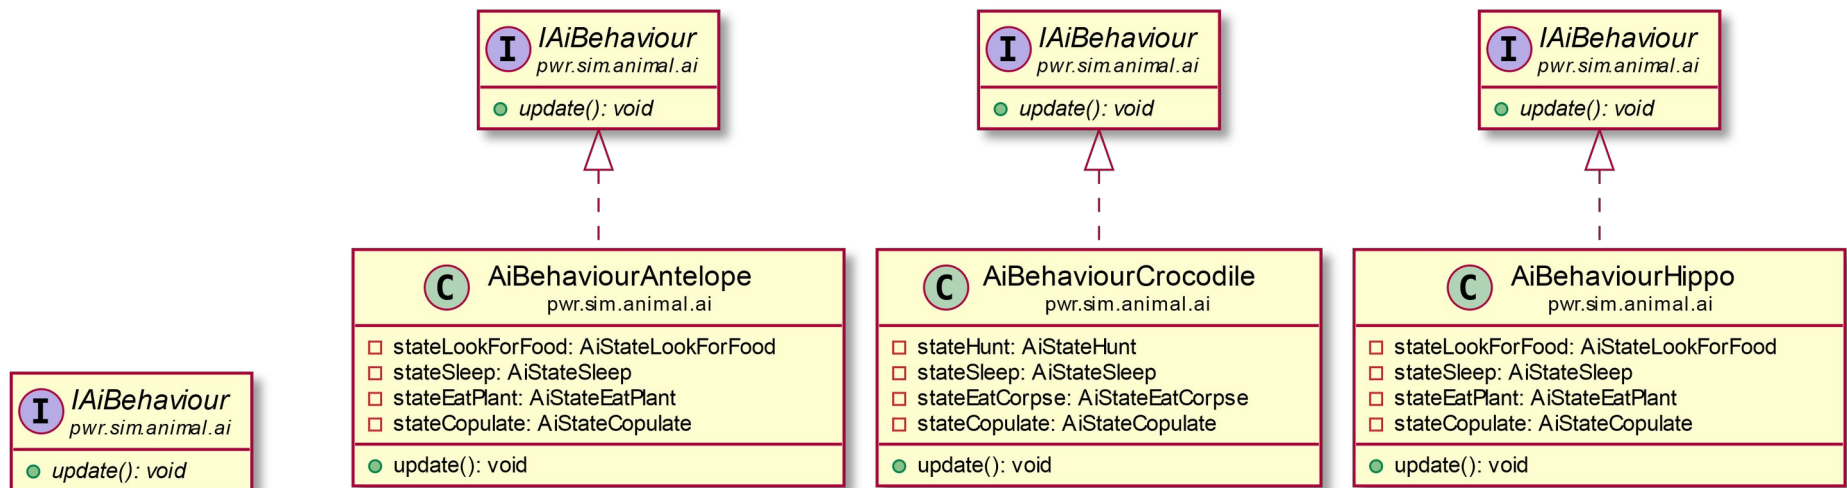 I IAiBehaviour
pwr.sim.animal.ai
update(): void
I IAiBehaviour
pwr.sim.animal.ai
update(): void
I IAiBehaviour
pwr.sim.animal.ai
update(): void
I IAiBehaviour
pwr.sim.animal.ai
update(): void
C AiBehaviourAntelope
pwr.sim.animal.ai
stateLookForFood: AiStateLookForFood
stateSleep: AiStateSleep
stateEatPlant: AiStateEatPlant
stateCopulate: AiStateCopulate
update(): void
C AiBehaviourCrocodile
pwr.sim.animal.ai
stateHunt: AiStateHunt
stateSleep: AiStateSleep
stateEatCorpse: AiStateEatCorpse
stateCopulate: AiStateCopulate
update(): void
C AiBehaviourHippo
pwr.sim.animal.ai
stateLookForFood: AiStateLookForFood
stateSleep: AiStateSleep
stateEatPlant: AiStateEatPlant
stateCopulate: AiStateCopulate
update(): void